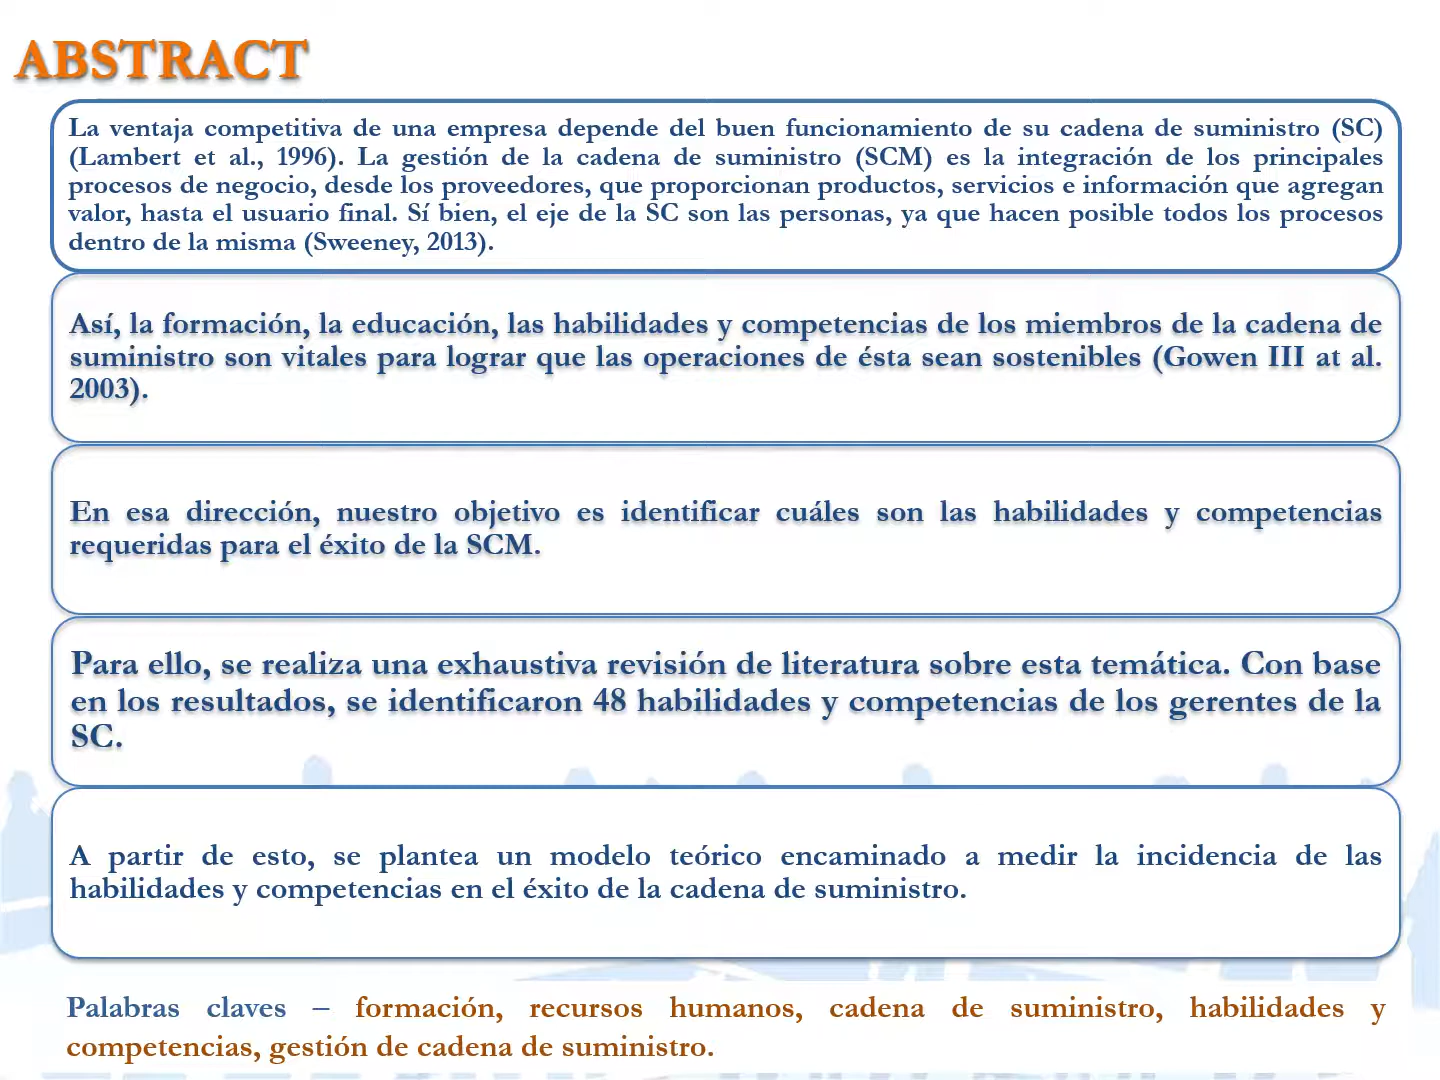 ABSTRACT
La ventaja competitiva de una empresa depende del buen funcionamiento de su cadena de suministro (SC)
(Lambert et al., 1996). La gestión de la cadena de suministro (SCM) es la integración de los principales
procesos de negocio, desde los proveedores, que proporcionan productos, servicios e información que agregan
valor, hasta el usuario final. Sí bien, el eje de la SC son las personas, ya que hacen posible todos los procesos
dentro de la misma (Sweeney, 2013).
Así, la formación, la educación, las habilidades y competencias de los miembros de la cadena de
suministro son vitales para lograr que las operaciones de ésta sean sostenibles (Gowen III at al.
2003).
En esa dirección, nuestro objetivo es identificar cuáles son las habilidades y competencias
requeridas para el éxito de la SCM.
Para ello, se realiza una exhaustiva revisión de literatura sobre esta temática. Con base
en los resultados, se identificaron 48 habilidades y competencias de los gerentes de la
SC.
A partir de esto, se plantea un modelo teórico encaminado a medir la incidencia de las
habilidades y competencias en el éxito de la cadena de suministro.
Palabras claves – formación, recursos humanos, cadena de suministro, habilidades y
competencias, gestión de cadena de suministro.